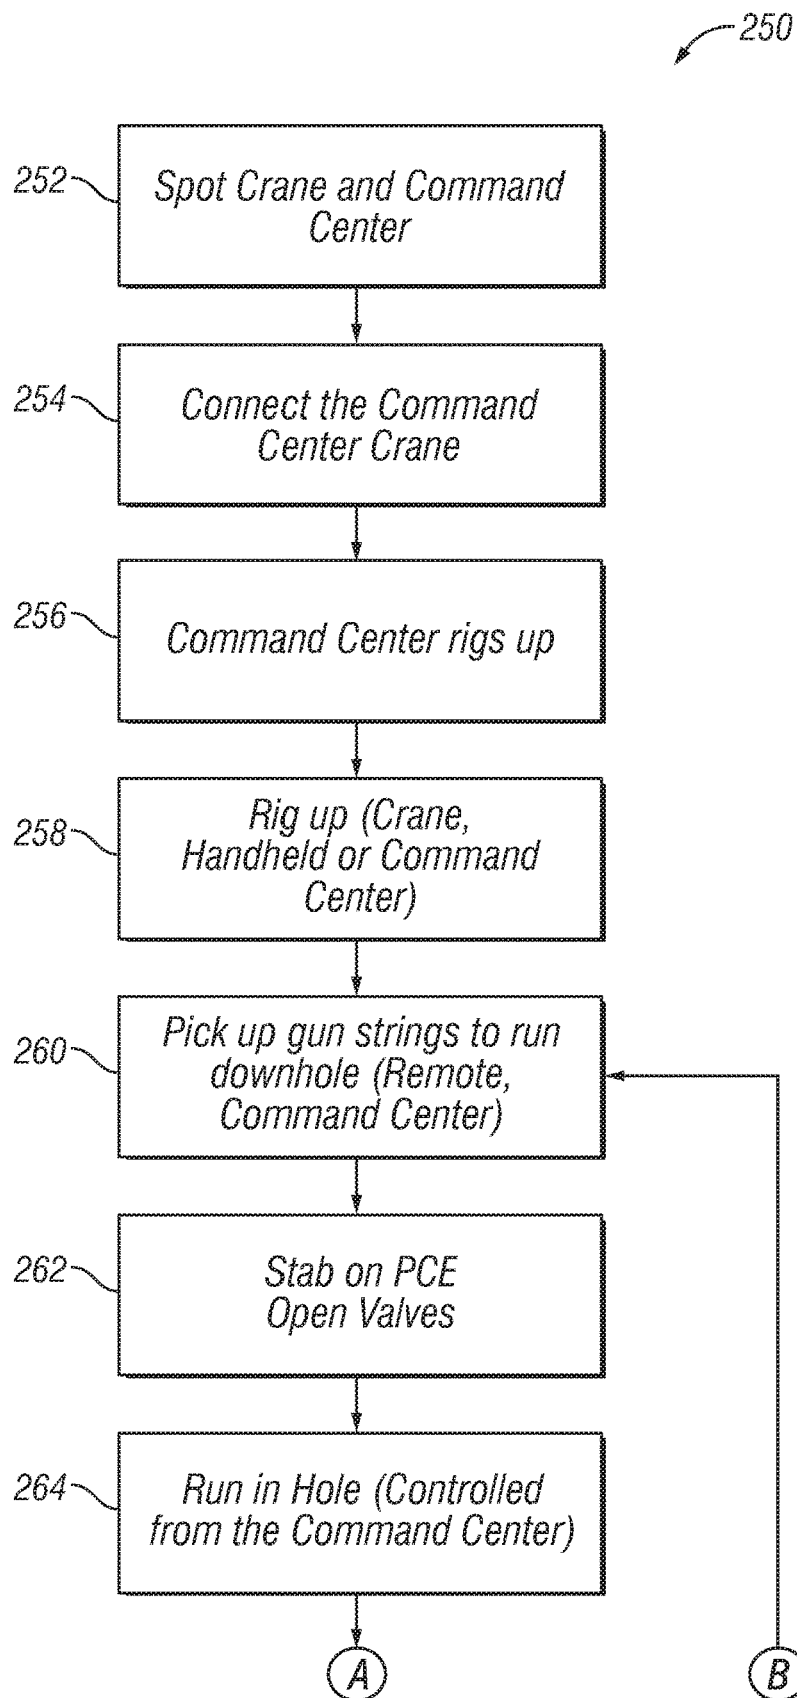 250
252
Spot Crane and Command
Center
254
Connect the Command
Center Crane
256
Command Center rigs up
258
Rig up (Crane,
Handheld or Command
Center)
260
Pick up gun strings to run
downhole (Remote,
Command Center)
262
Stab on PCE
Open Valves
264
Run in Hole (Controlled
from the Command Center)
A
B